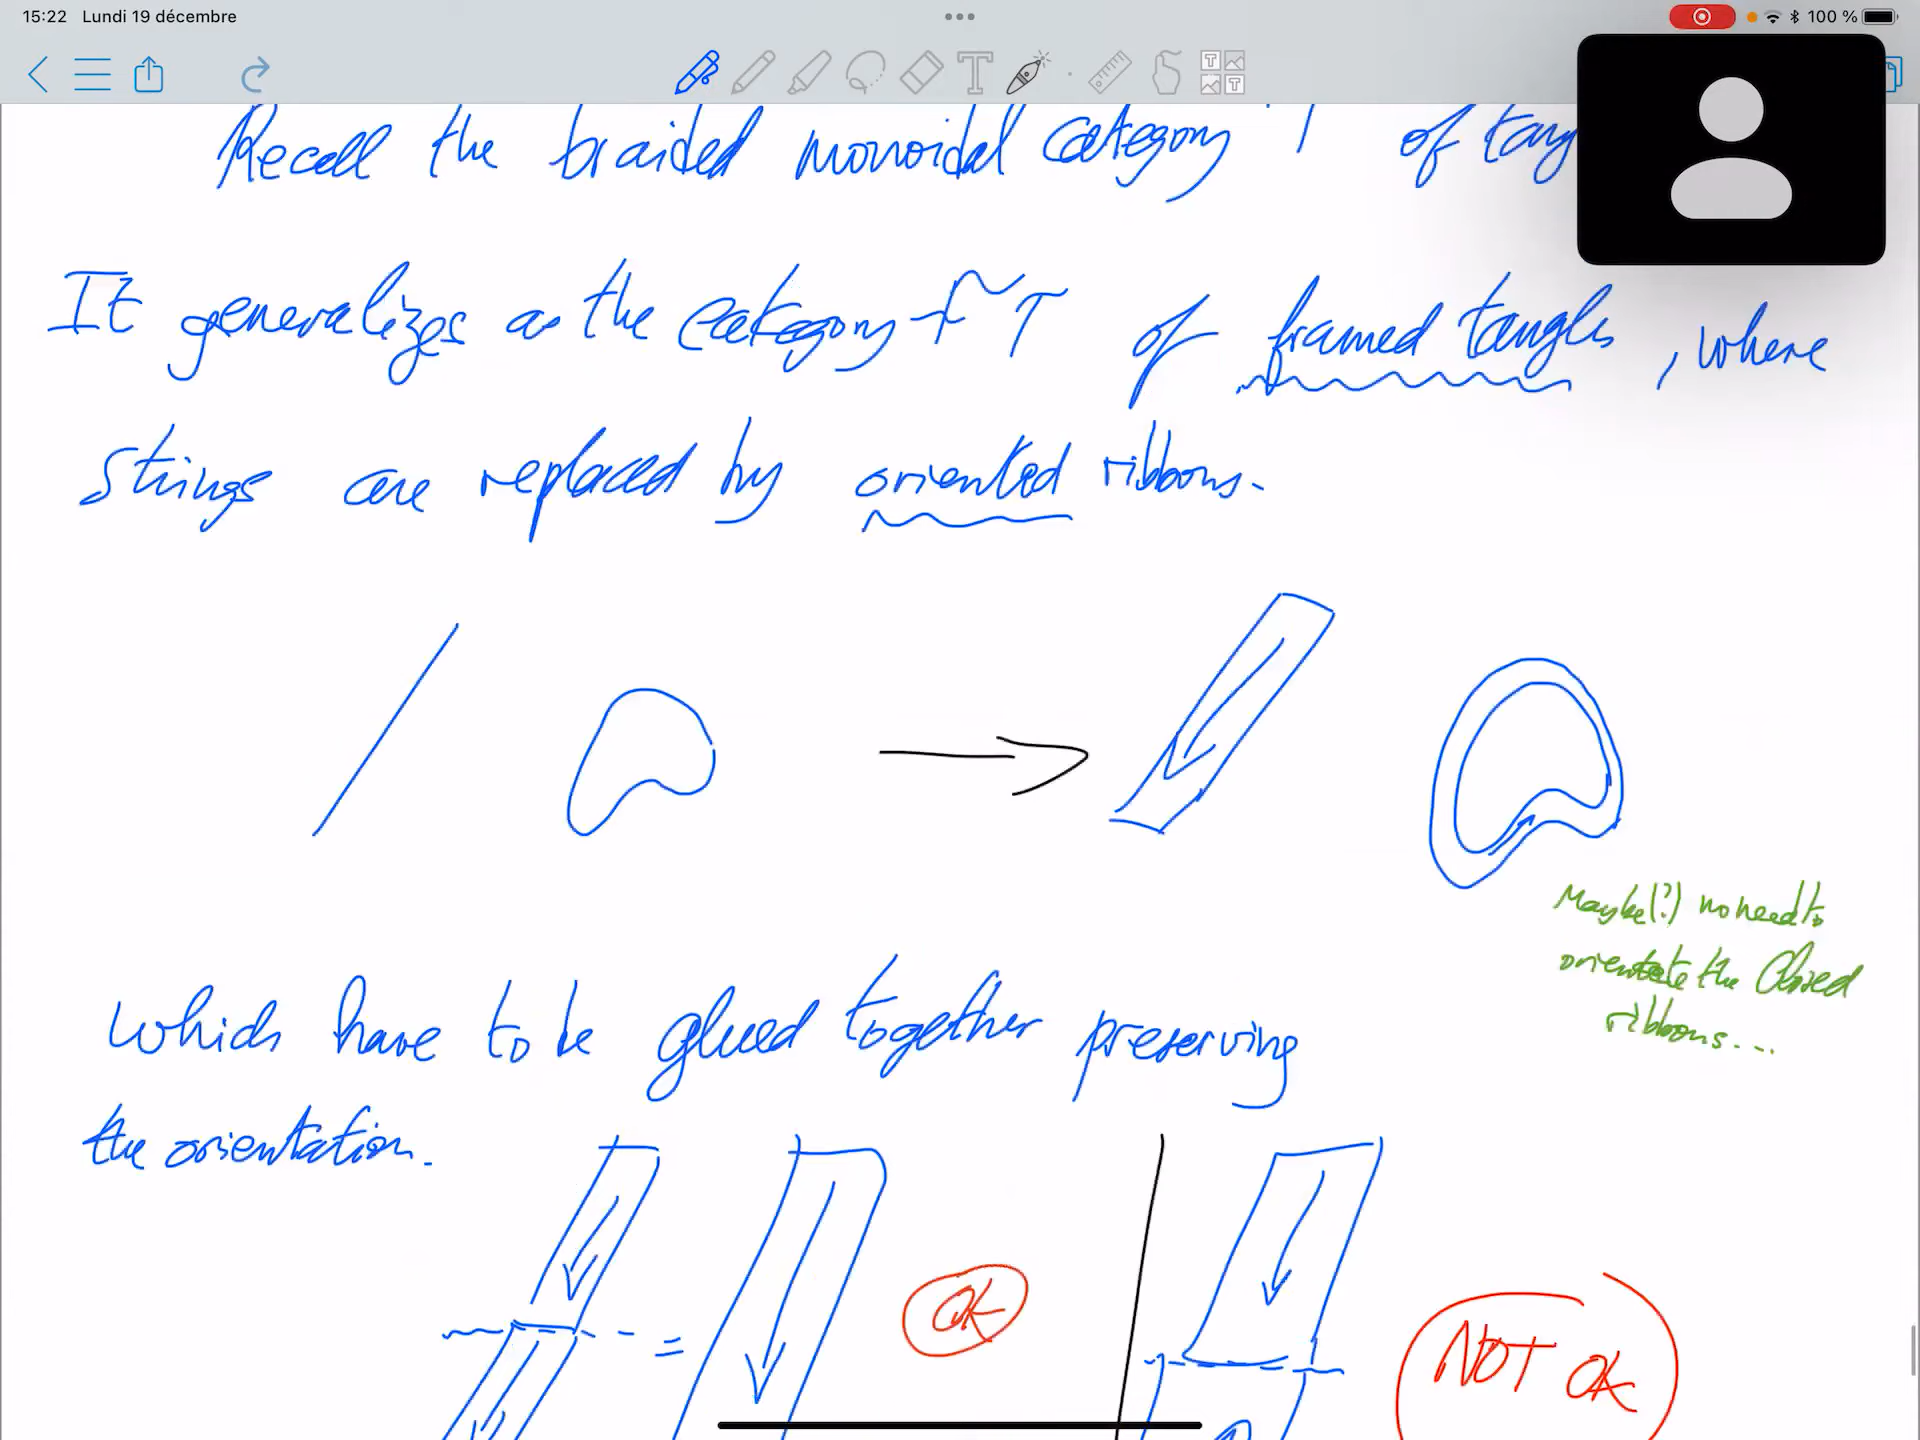 15:22 Lundi 19 décembre
100 %
Recall the braided monoidal category T of tang
It generalizes as the category f~T of framed tangles, where
strings are replaced by oriented ribbons.
Maybe(?) no need to
orientate the closed
ribbons...
which have to be glued together preserving
the orientation.
=
OK
NOT OK